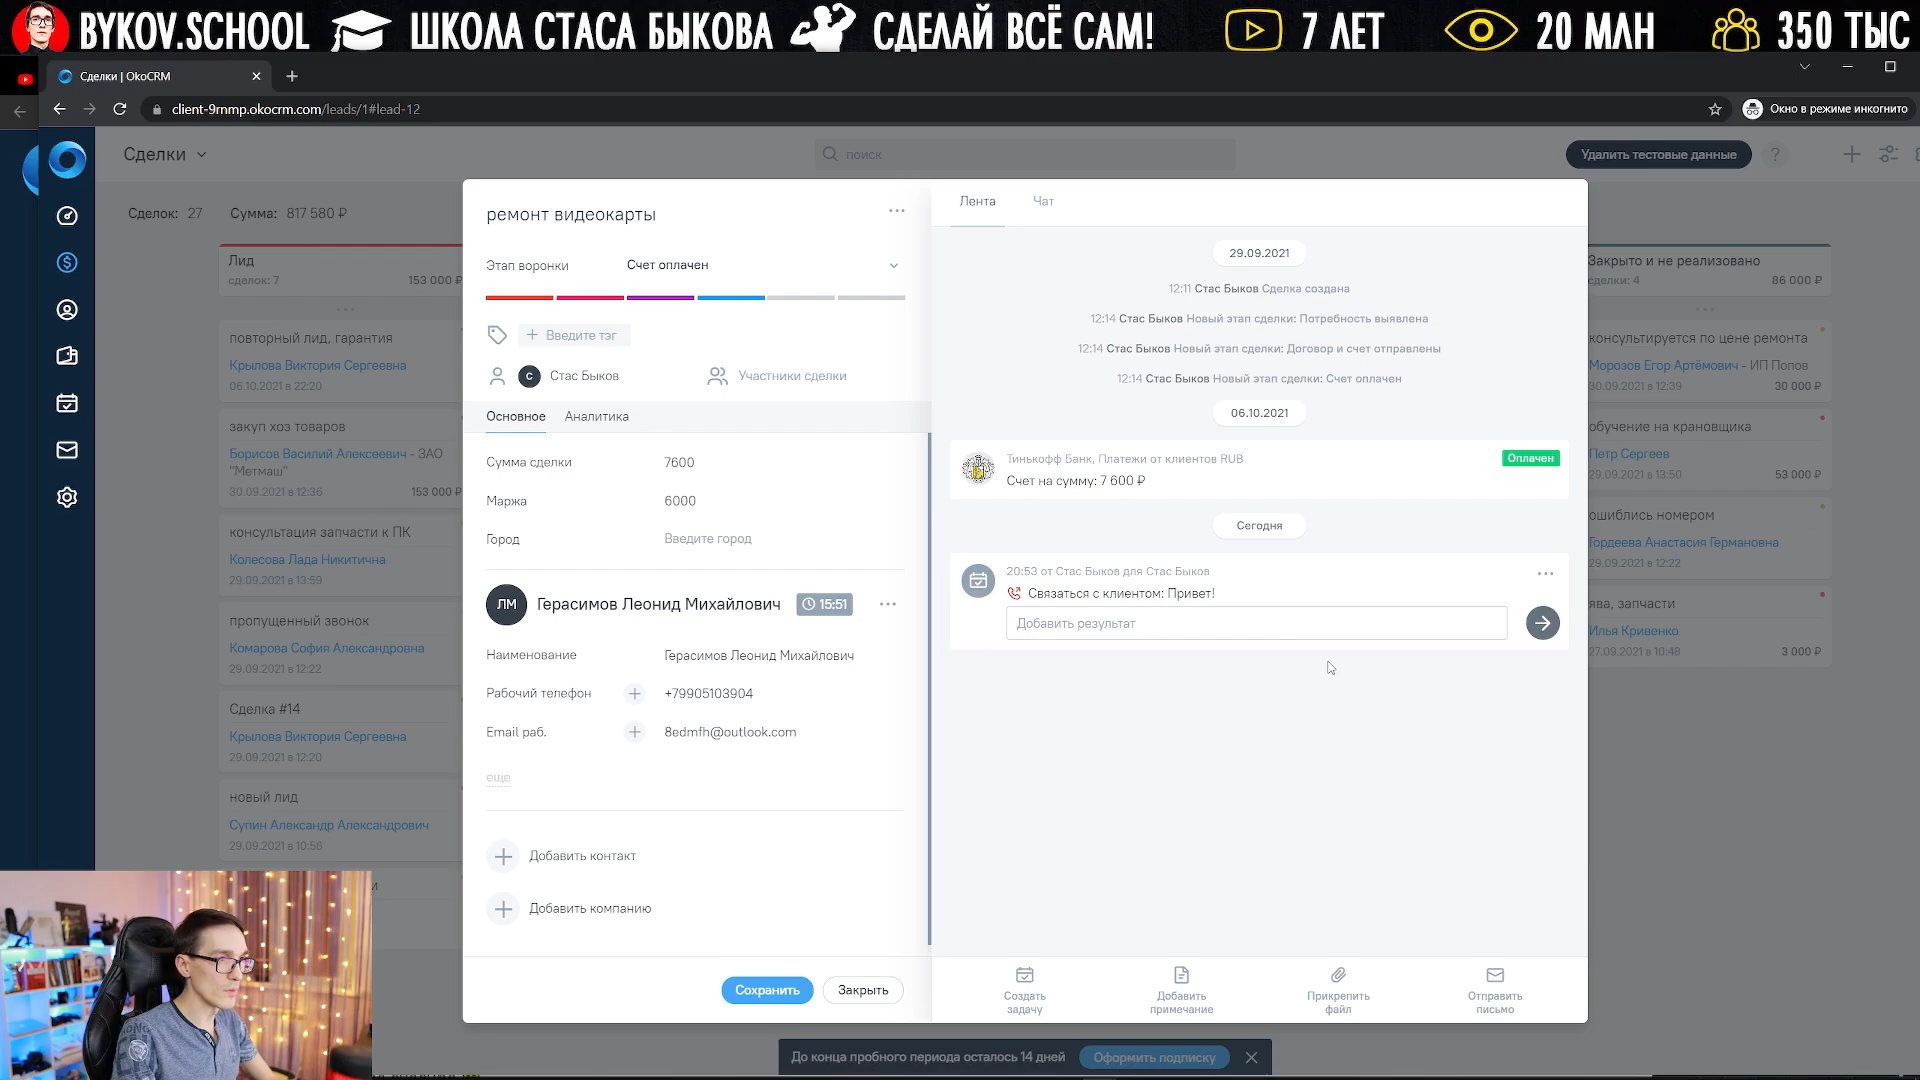 BYKOV.SCHOOL
ШКОЛА СТАСА БЫКОВА
СДЕЛАЙ ВСЁ САМ!
7 ЛЕТ
20 МЛН
350 ТЫС
Сделки | OkoCRM
client-9rnmp.okocrm.com/leads/1#lead-12
Окно в режиме инкогнито
Сделки
поиск
Удалить тестовые данные
?
Сделок: 27
Сумма: 817 580 ₽
Лид
сделок: 7
153 000 ₽
повторный лид, гарантия
Крылова Виктория Сергеевна
06.10.2021 в 22:20
закуп хоз товаров
Борисов Василий Алексеевич - ЗАО
"Метмаш"
30.09.2021 в 12:36
153 000 ₽
консультация запчасти к ПК
Колесова Лада Никитична
29.09.2021 в 13:59
пропущенный звонок
Комарова София Александровна
29.09.2021 в 12:22
Сделка #14
Крылова Виктория Сергеевна
29.09.2021 в 12:20
новый лид
Супин Александр Александрович
29.09.2021 в 10:56
ремонт видеокарты
Этап воронки
Счет оплачен
Введите тэг
С
Стас Быков
Участники сделки
Основное
Аналитика
Сумма сделки
7600
Маржа
6000
Город
Введите город
ЛМ
Герасимов Леонид Михайлович
15:51
Наименование
Герасимов Леонид Михайлович
Рабочий телефон
+79905103904
Email раб.
8edmfh@outlook.com
еще
Добавить контакт
Добавить компанию
Сохранить
Закрыть
Лента
Чат
29.09.2021
12:11 Стас Быков Сделка создана
12:14 Стас Быков Новый этап сделки: Потребность выявлена
12:14 Стас Быков Новый этап сделки: Договор и счет отправлены
12:14 Стас Быков Новый этап сделки: Счет оплачен
06.10.2021
Тинькофф Банк, Платежи от клиентов RUB
Оплачен
Счет на сумму: 7 600 ₽
Сегодня
20:53 от Стас Быков для Стас Быков
Связаться с клиентом: Привет!
Добавить результат
Создать
задачу
Добавить
примечание
Прикрепить
файл
Отправить
письмо
Закрыто и не реализовано
сделки: 4
86 000 ₽
консультируется по цене ремонта
Морозов Егор Артёмович - ИП Попов
30.09.2021 в 12:39
30 000 ₽
обучение на крановщика
Петр Сергеев
29.09.2021 в 13:50
53 000 ₽
ошиблись номером
Гордеева Анастасия Германовна
29.09.2021 в 12:22
ява, запчасти
Илья Кривенко
27.09.2021 в 10:48
3 000 ₽
До конца пробного периода осталось 14 дней
Оформить подписку